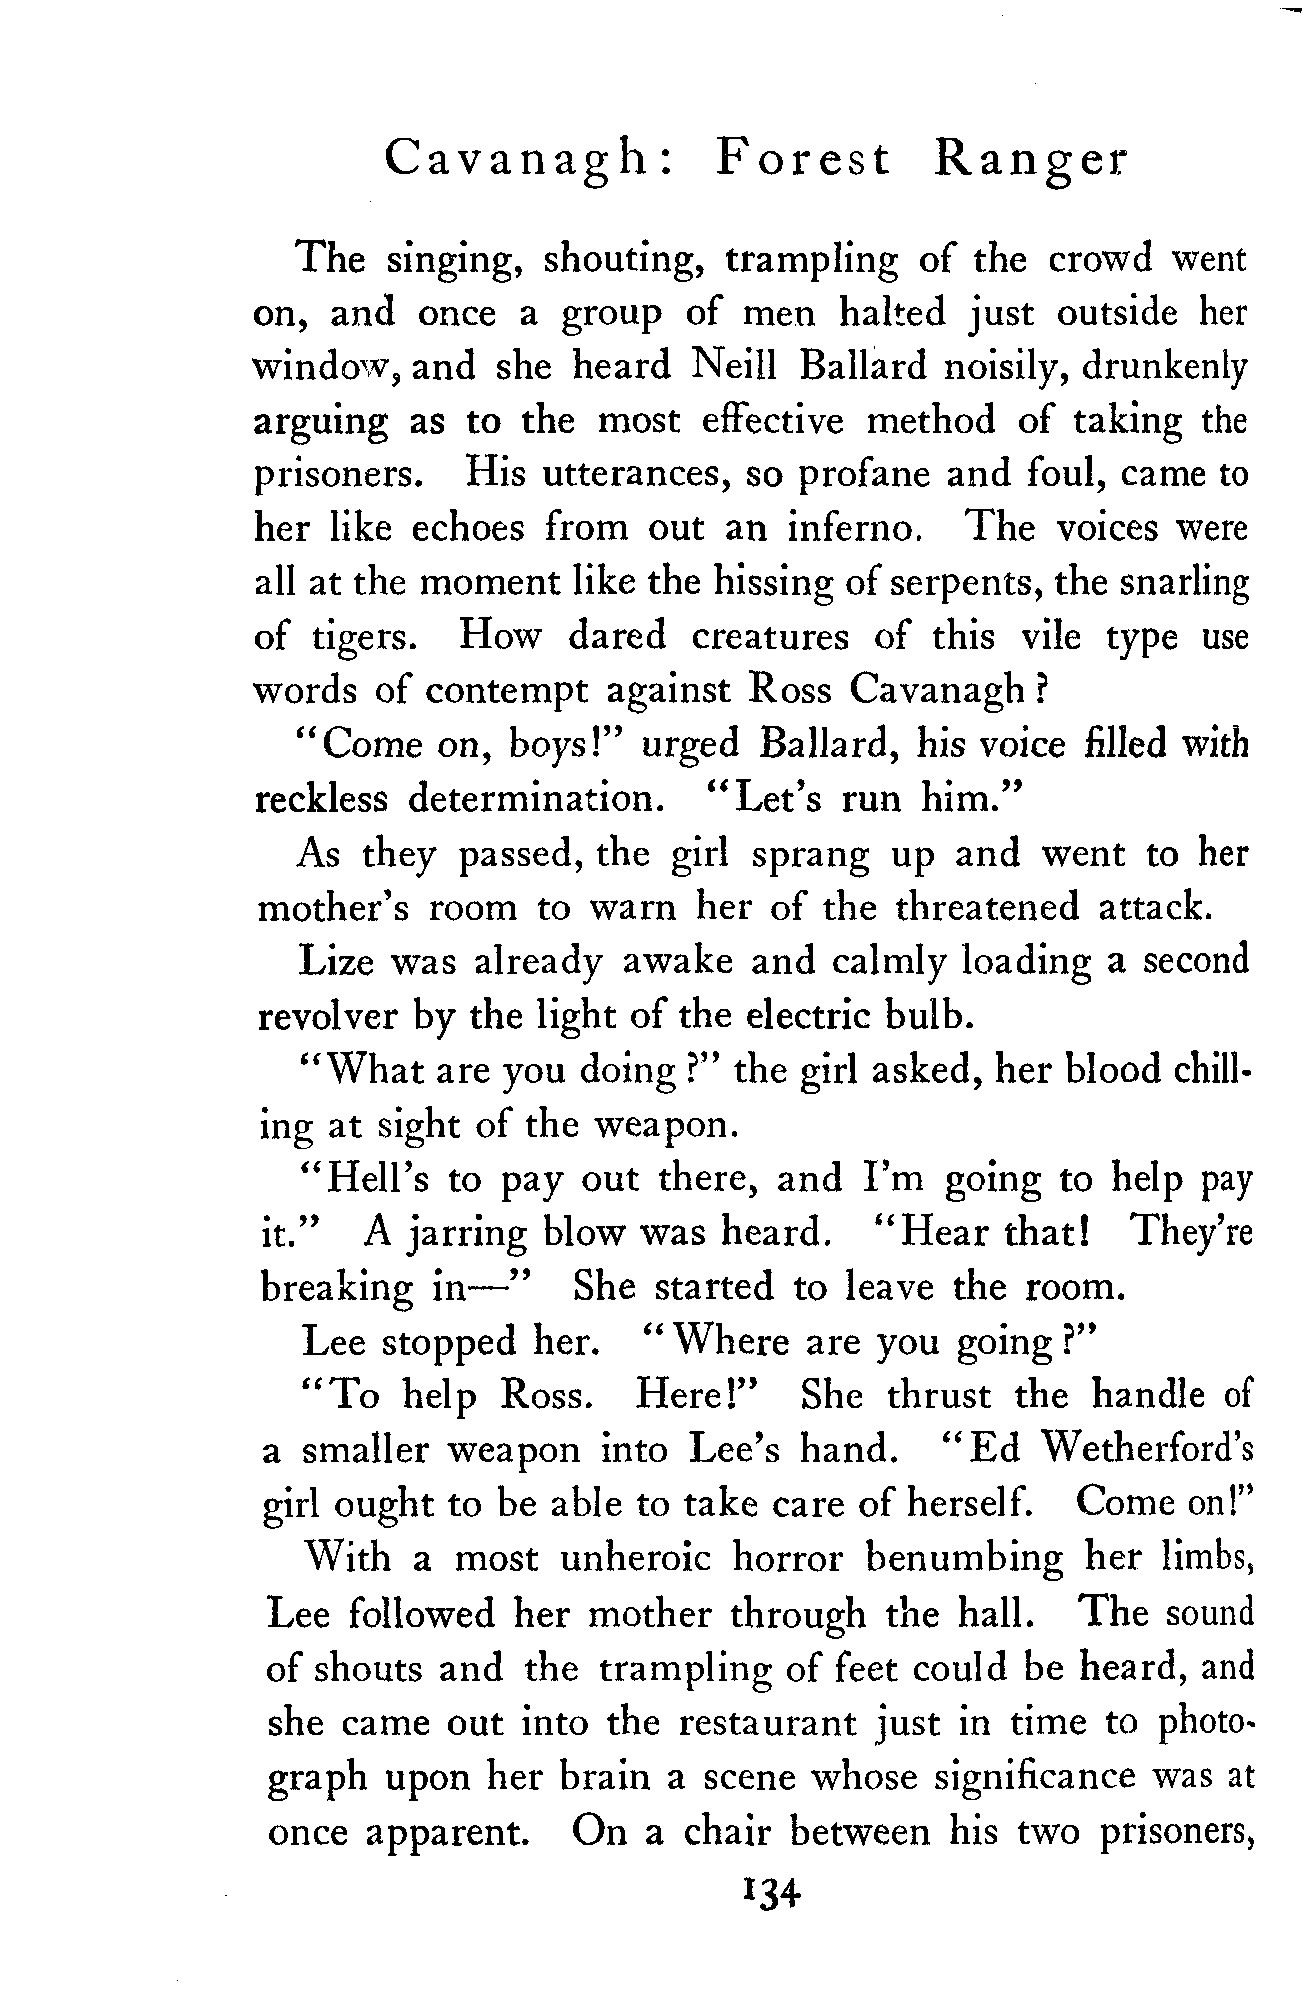 Cavanagh: Forest Ranger
The singing, shouting, trampling of the crowd went
on, and once a group of men halted just outside her
window, and she heard Neill Ballard noisily, drunkenly
arguing as to the most effective method of taking the
prisoners. His utterances, so profane and foul, came to
her like echoes from out an inferno. The voices were
all at the moment like the hissing of serpents, the snarling
of tigers. How dared creatures of this vile type use
words of contempt against Ross Cavanagh?
"Come on, boys!" urged Ballard, his voice filled with
reckless determination. "Let's run him."
As they passed, the girl sprang up and went to her
mother's room to warn her of the threatened attack.
Lize was already awake and calmly loading a second
revolver by the light of the electric bulb.
"What are you doing?" the girl asked, her blood chill-
ing at sight of the weapon.
"Hell's to pay out there, and I'm going to help pay
it." A jarring blow was heard. "Hear that! They're
breaking in—" She started to leave the room.
Lee stopped her. "Where are you going?"
"To help Ross. Here!" She thrust the handle of
a smaller weapon into Lee's hand. "Ed Wetherford's
girl ought to be able to take care of herself. Come on!"
With a most unheroic horror benumbing her limbs,
Lee followed her mother through the hall. The sound
of shouts and the trampling of feet could be heard, and
she came out into the restaurant just in time to photo-
graph upon her brain a scene whose significance was at
once apparent. On a chair between his two prisoners,
134